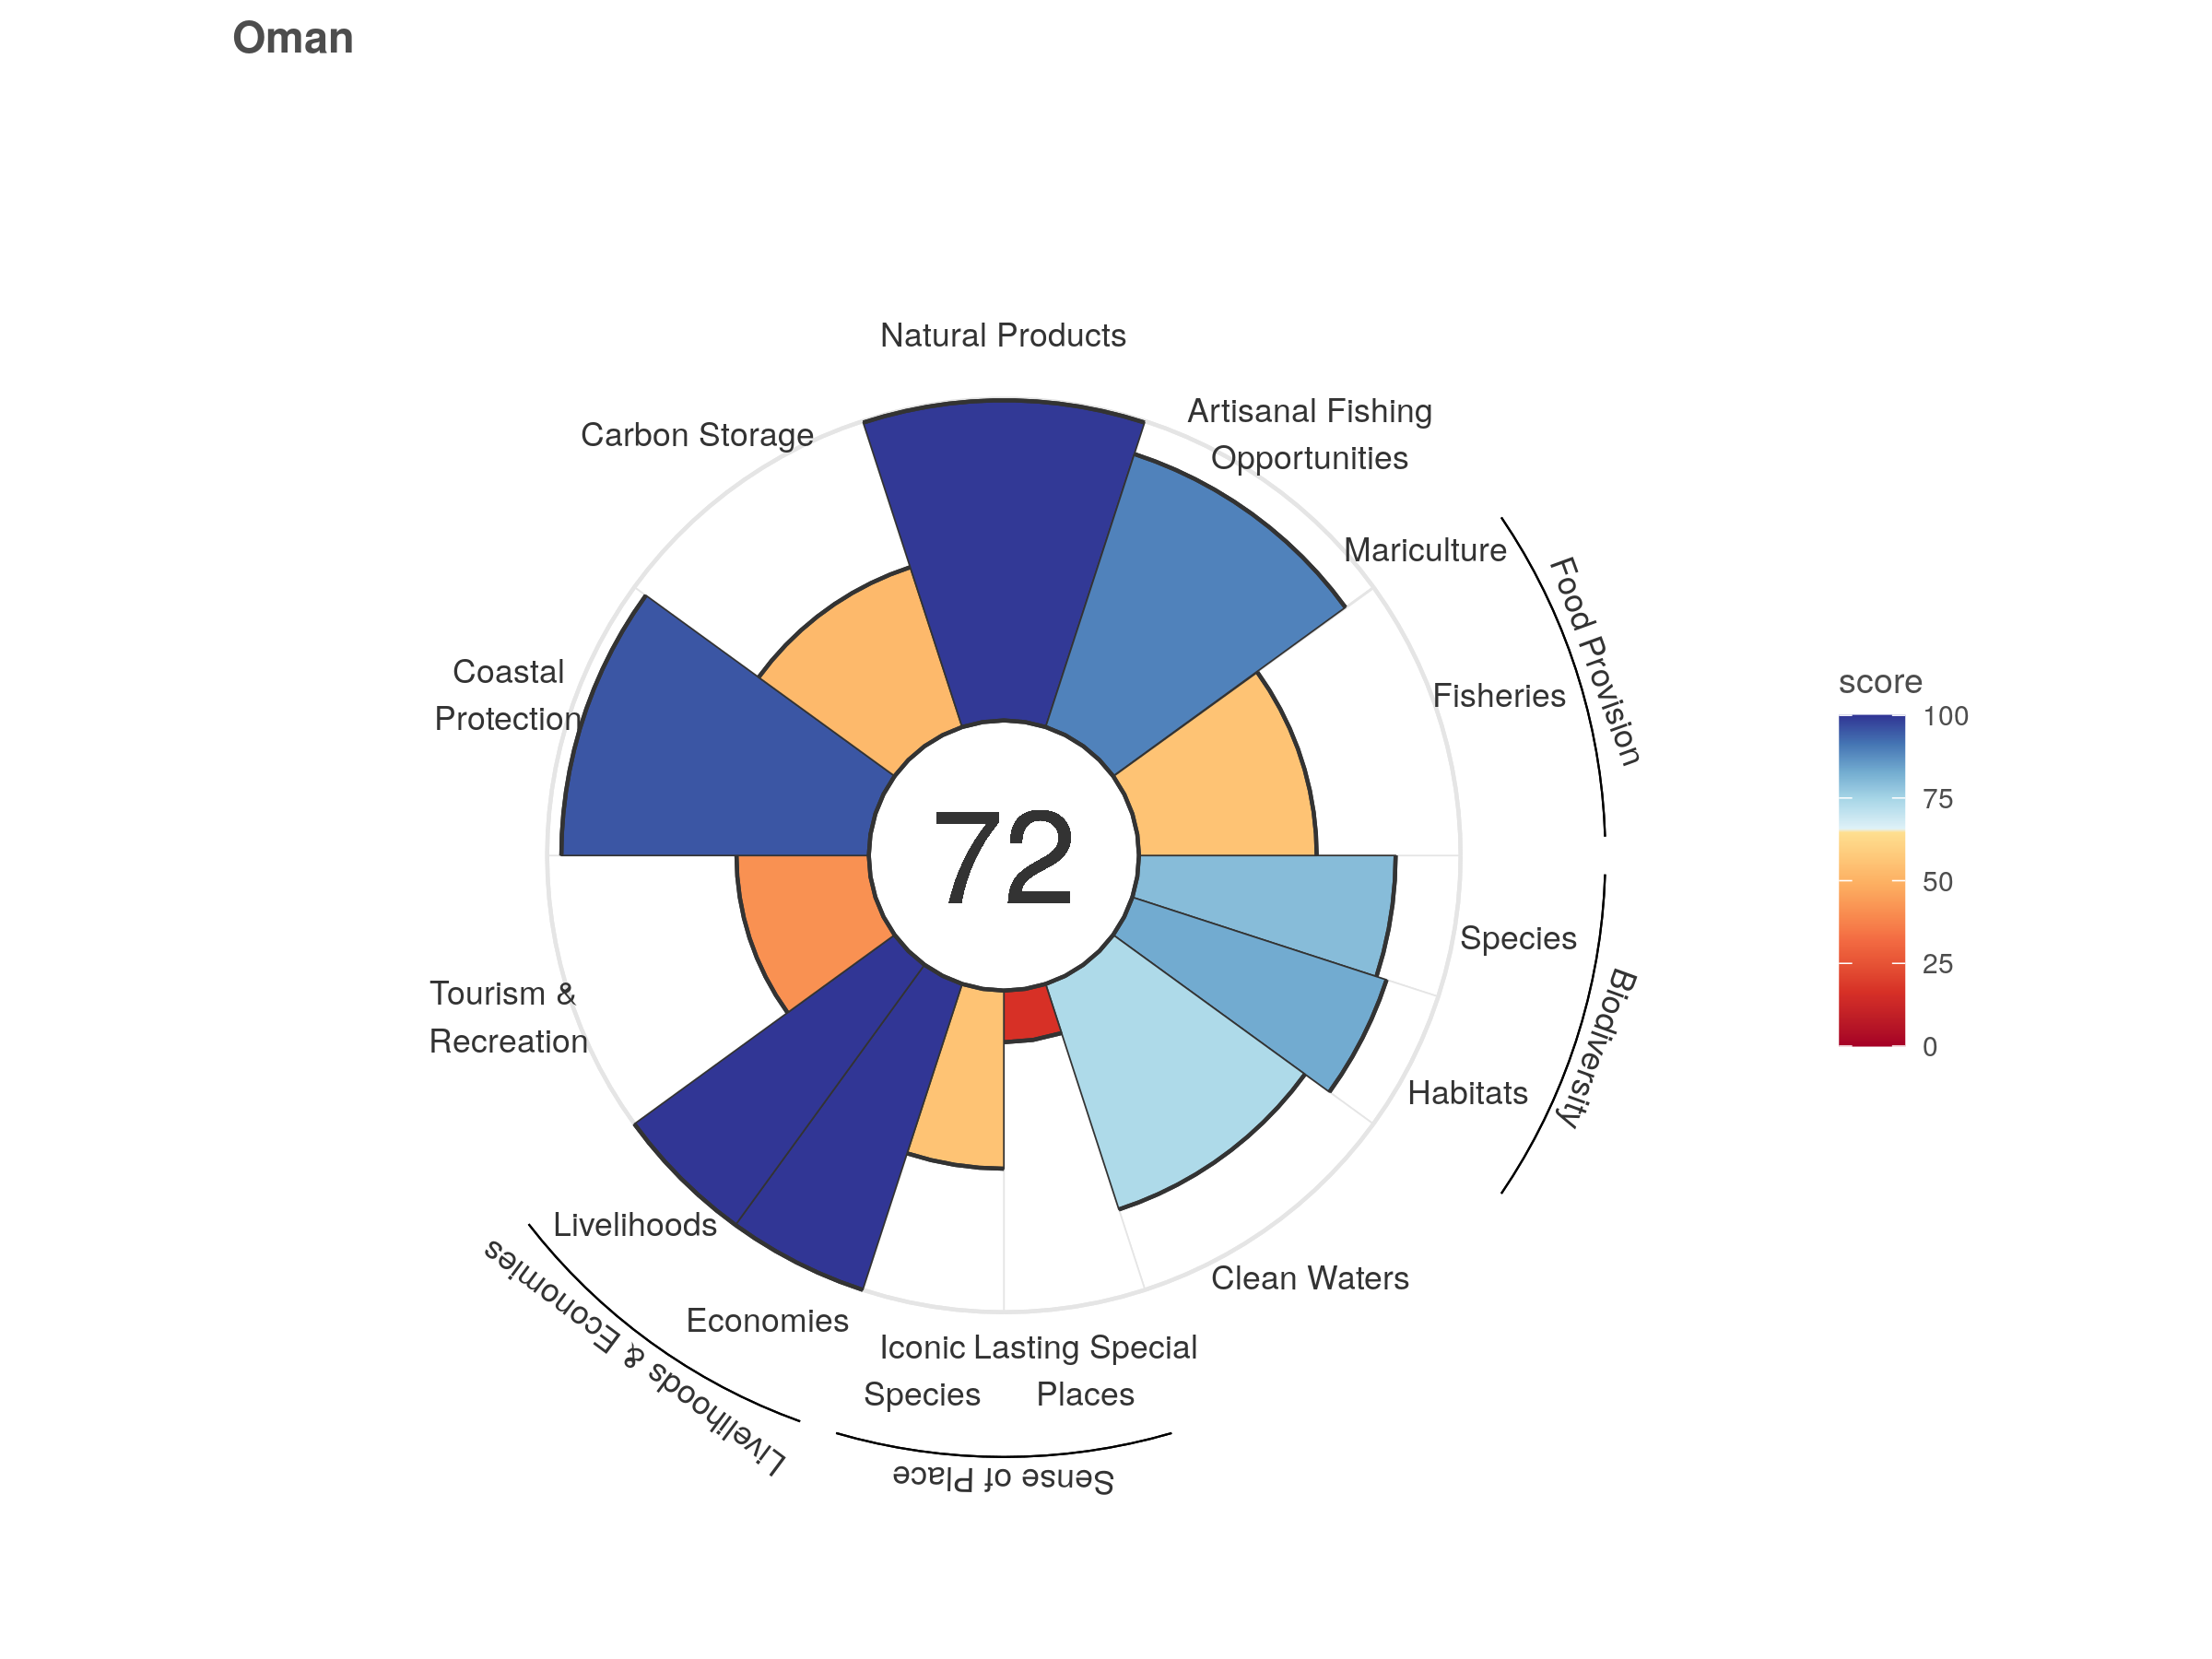 Oman
Natural Products
Artisanal Fishing
Opportunities
Carbon Storage
Mariculture
Food Provision
Fisheries
Coastal
Protection
72
score
100
75
50
25
0
Species
Biodiversity
Habitats
Tourism &
Recreation
Livelihoods
Livelihoods & Economies
Economies
Clean Waters
Iconic
Species
Lasting Special
Places
Sense of Place